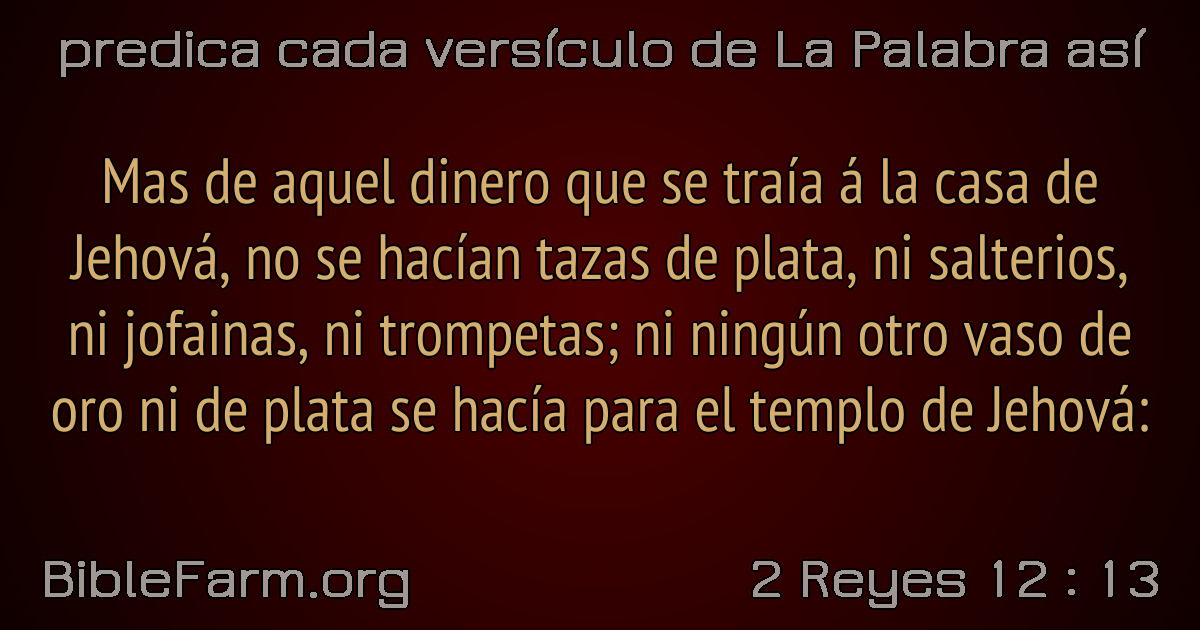 predica cada versículo de La Palabra así
Mas de aquel dinero que se traía á la casa de
Jehová, no se hacían tazas de plata, ni salterios,
ni jofainas, ni trompetas; ni ningún otro vaso de
oro ni de plata se hacía para el templo de Jehová:
BibleFarm.org
2 Reyes 12 : 13